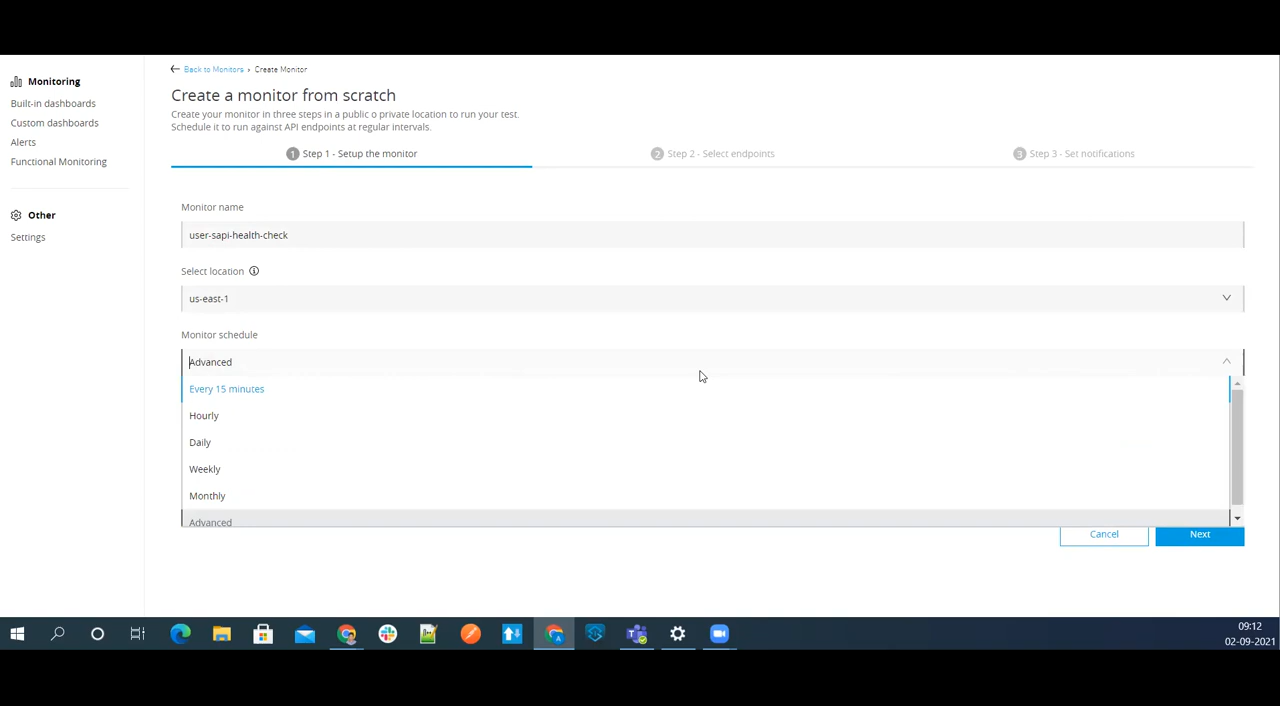 Monitoring
Built-in dashboards
Custom dashboards
Alerts
Functional Monitoring
Other
Settings
Back to Monitors › Create Monitor
Create a monitor from scratch
Create your monitor in three steps in a public o private location to run your test.
Schedule it to run against API endpoints at regular intervals.
1 Step 1 - Setup the monitor
2 Step 2 - Select endpoints
3 Step 3 - Set notifications
Monitor name
user-sapi-health-check
Select location
us-east-1
Monitor schedule
Advanced
Every 15 minutes
Hourly
Daily
Weekly
Monthly
Advanced
Cancel
Next
09:12
02-09-2021